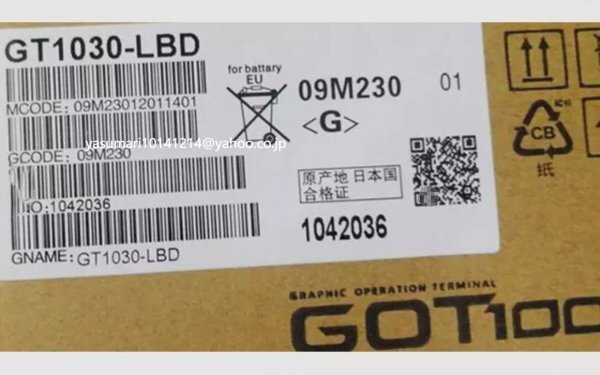 GT1030-LBD
MCODE: 09M23012011401
for battery
EU
09M230
01
<G>
yasumari10141214@yahoo.co.jp
GCODE: 09M230
CB
紙
原产地 日本国
合格证
NO:1042036
1042036
GNAME: GT1030-LBD
GRAPHIC OPERATION TERMINAL
GOT100